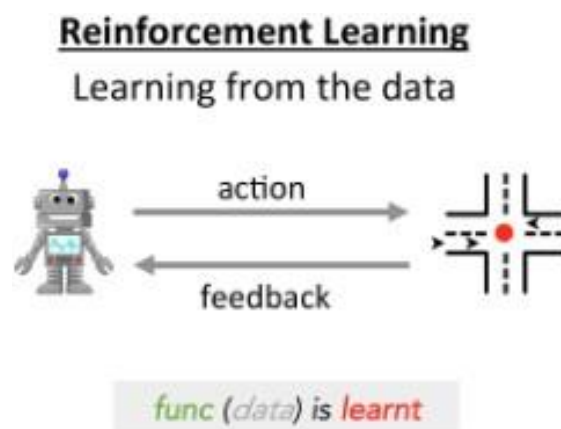 Reinforcement Learning
Learning from the data
action
feedback
func (data) is learnt